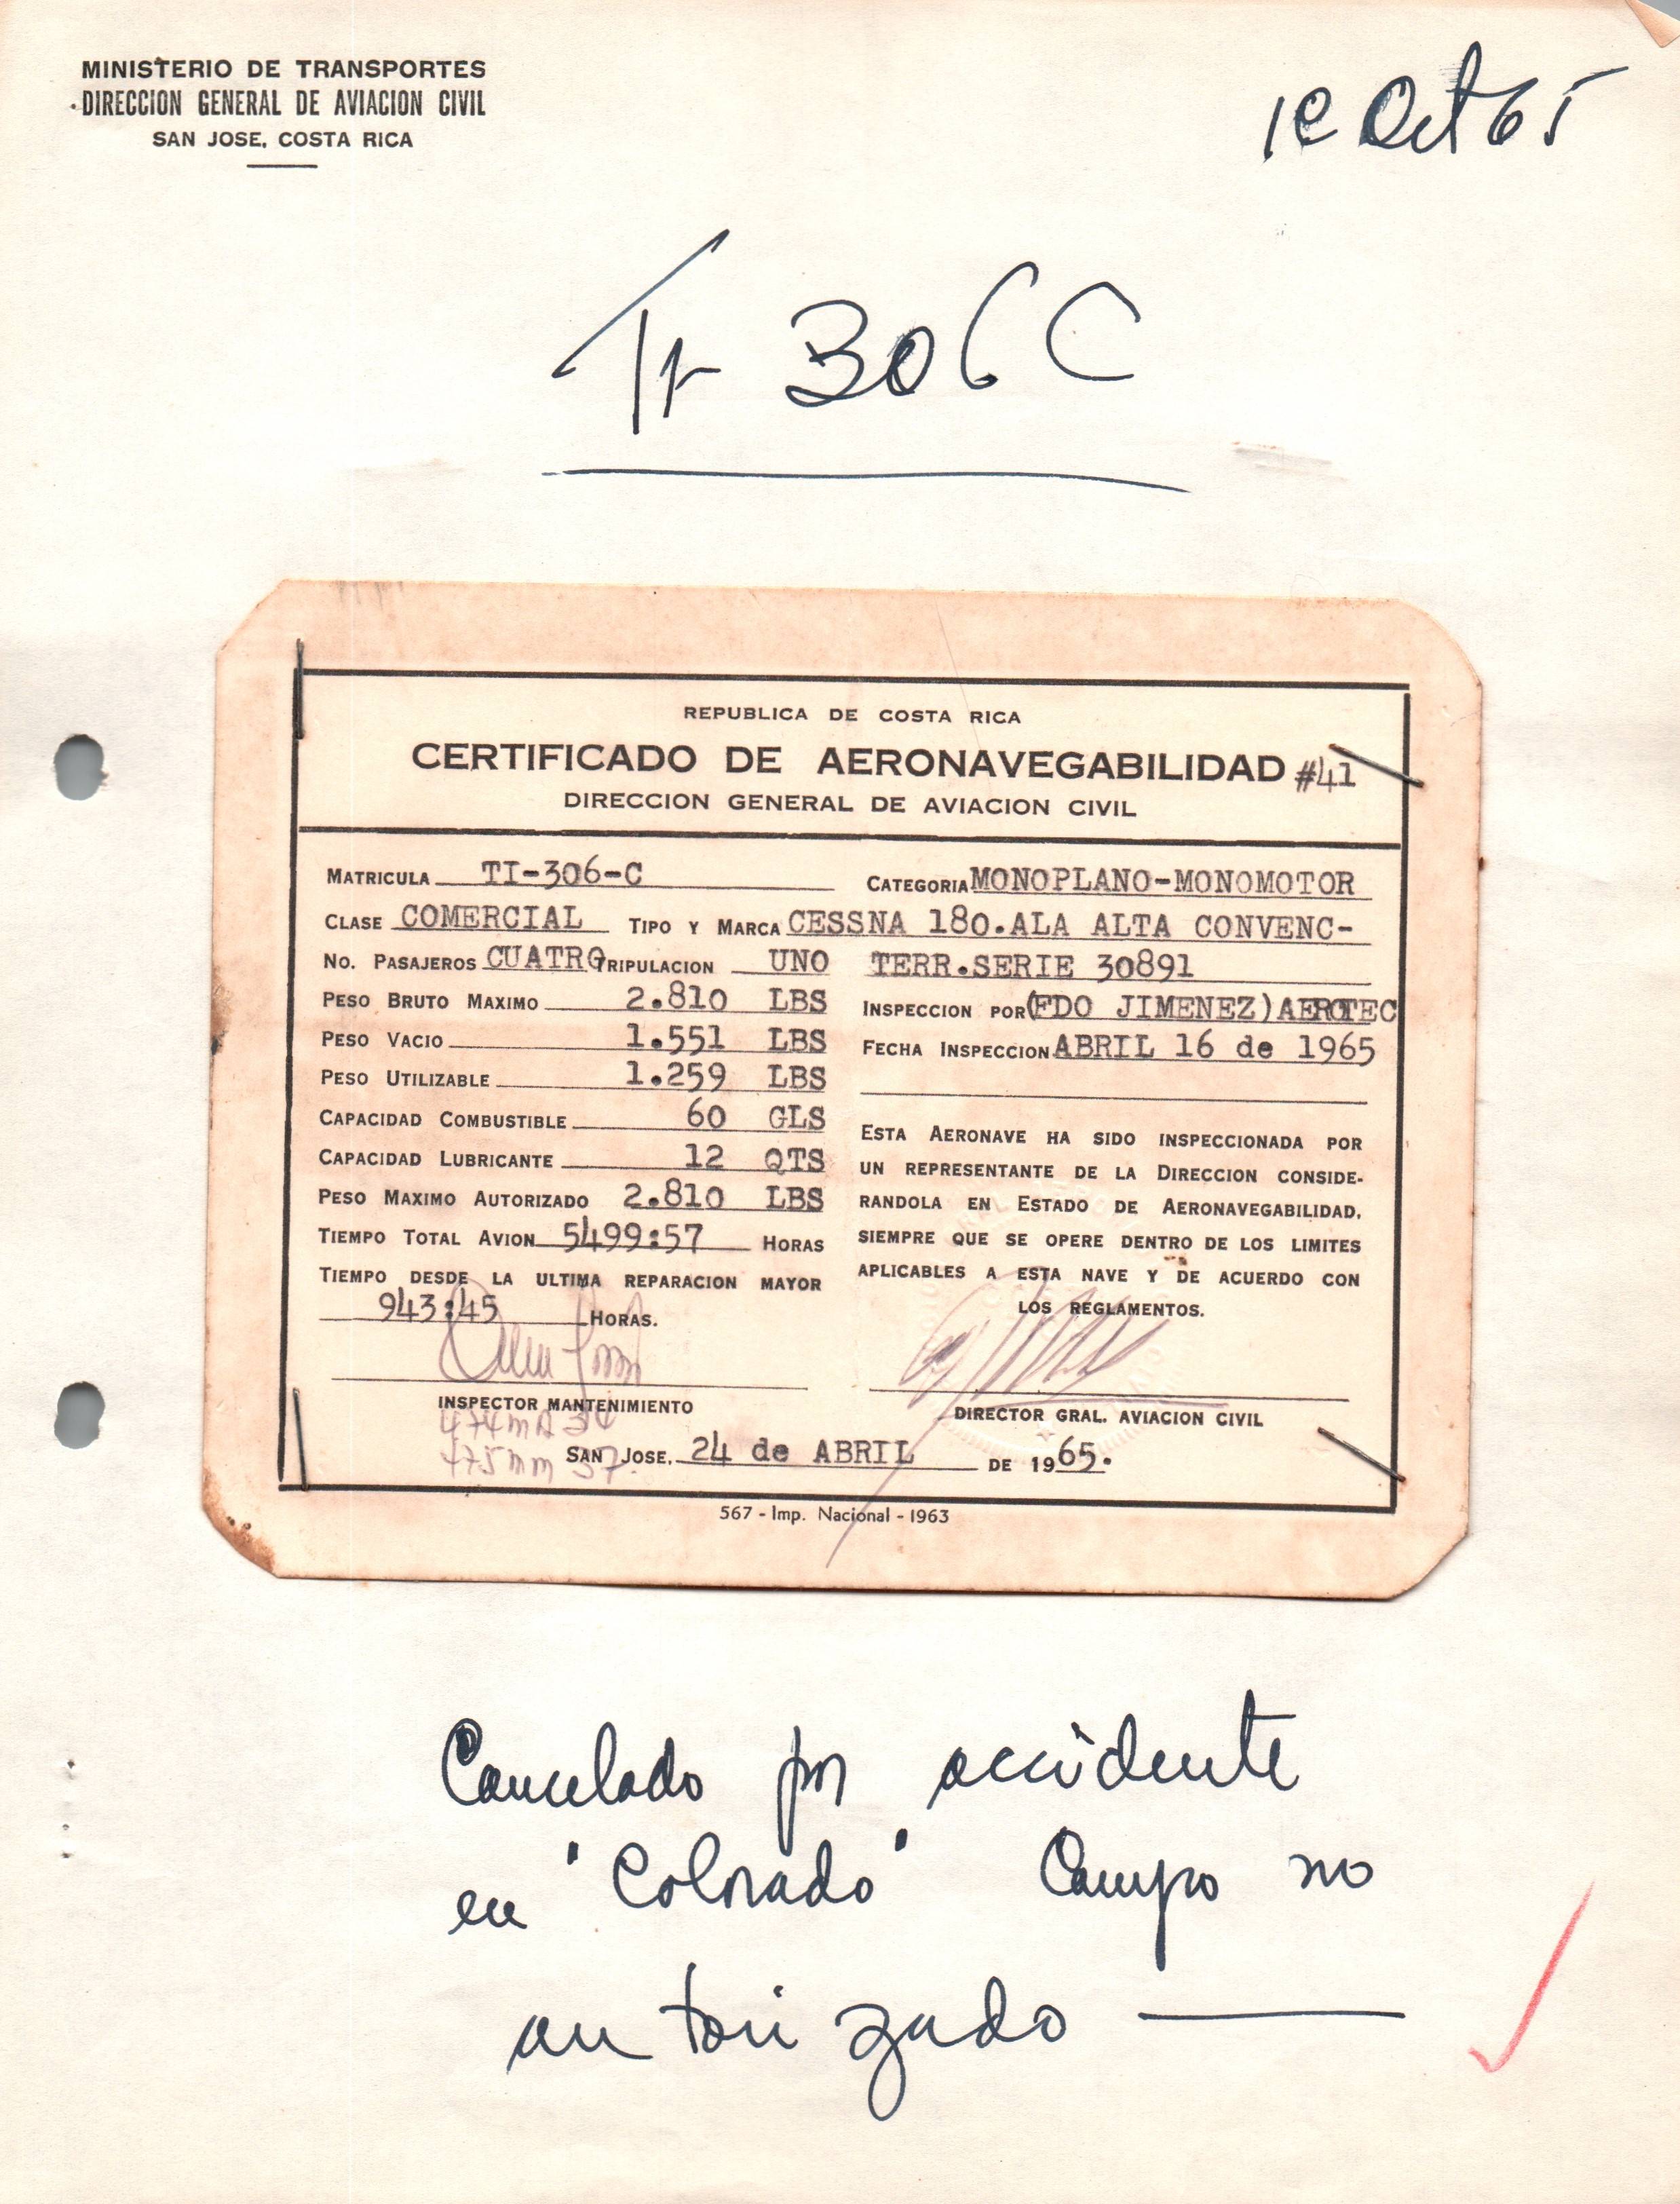 MINISTERIO DE TRANSPORTES
DIRECCION GENERAL DE AVIACION CIVIL
SAN JOSE, COSTA RICA
1º Oct 65
TI- 306 C
REPUBLICA DE COSTA RICA
CERTIFICADO DE AERONAVEGABILIDAD #41
DIRECCION GENERAL DE AVIACION CIVIL
MATRICULA TI-306-C
CATEGORIA MONOPLANO-MONOMOTOR
CLASE COMERCIAL TIPO Y MARCA CESSNA 180.ALA ALTA CONVENC-
NO. PASAJEROS CUATRO TRIPULACION UNO TERR.SERIE 30891
PESO BRUTO MAXIMO 2.810 LBS
PESO VACIO 1.551 LBS
PESO UTILIZABLE 1.259 LBS
CAPACIDAD COMBUSTIBLE 60 GLS
CAPACIDAD LUBRICANTE 12 QTS
PESO MAXIMO AUTORIZADO 2.810 LBS
TIEMPO TOTAL AVION 5499:57 HORAS
TIEMPO DESDE LA ULTIMA REPARACION MAYOR
943:45 HORAS.
INSPECCION POR (FDO JIMENEZ) AEROTEC
FECHA INSPECCION ABRIL 16 de 1965
ESTA AERONAVE HA SIDO INSPECCIONADA POR
UN REPRESENTANTE DE LA DIRECCION CONSIDE-
RANDOLA EN ESTADO DE AERONAVEGABILIDAD,
SIEMPRE QUE SE OPERE DENTRO DE LOS LIMITES
APLICABLES A ESTA NAVE Y DE ACUERDO CON
LOS REGLAMENTOS.
INSPECTOR MANTENIMIENTO
DIRECTOR GRAL. AVIACION CIVIL
SAN JOSE, 24 de ABRIL DE 1965.
567 - Imp. Nacional - 1963
Cancelado por accidente
en "Colorado" Campo no
autorizado